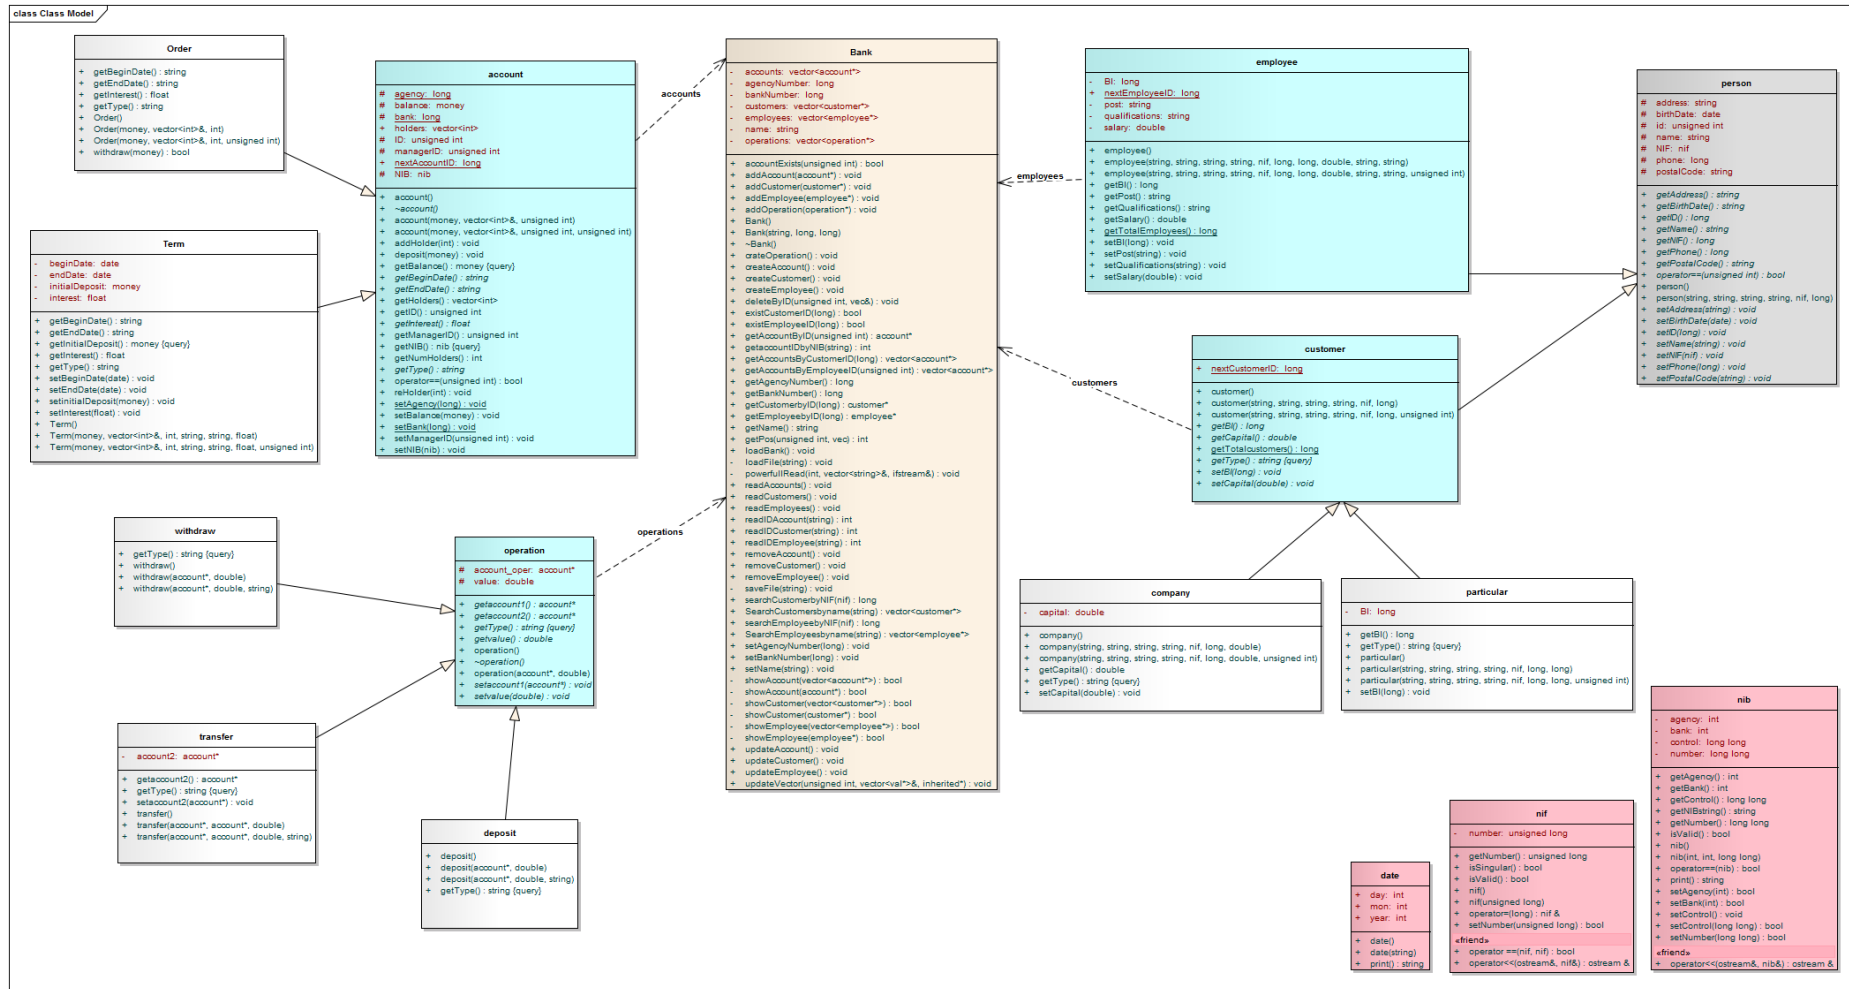 class Class Model
Order
+ getBeginDate() : string
+ getEndDate() : string
+ getInterest() : float
+ getType() : string
+ Order()
+ Order(money, vector<int>&, int)
+ Order(money, vector<int>&, int, unsigned int)
+ withdraw(money) : bool
account
# agency: long
# balance: money
# bank: long
+ holders: vector<int>
# ID: unsigned int
# managerID: unsigned int
+ nextAccountID: long
# NIB: nib
+ account()
+ ~account()
+ account(money, vector<int>&, unsigned int)
+ account(money, vector<int>&, unsigned int, unsigned int)
+ addHolder(int) : void
+ deposit(money) : void
+ getBalance() : money {query}
+ getBeginDate() : string
+ getEndDate() : string
+ getHolders() : vector<int>
+ getID() : unsigned int
+ getInterest() : float
+ getManagerID() : unsigned int
+ getNIB() : nib {query}
+ getNumHolders() : int
+ getType() : string
+ operator==(unsigned int) : bool
+ reHolder(int) : void
+ setAgency(long) : void
+ setBalance(money) : void
+ setBank(long) : void
+ setManagerID(unsigned int) : void
+ setNIB(nib) : void
Term
- beginDate: date
- endDate: date
- initialDeposit: money
- interest: float
+ getBeginDate() : string
+ getEndDate() : string
+ getInitialDeposit() : money {query}
+ getInterest() : float
+ getType() : string
+ setBeginDate(date) : void
+ setEndDate(date) : void
+ setinitialDeposit(money) : void
+ setInterest(float) : void
+ Term()
+ Term(money, vector<int>&, int, string, string, float)
+ Term(money, vector<int>&, int, string, string, float, unsigned int)
accounts
Bank
- accounts: vector<account*>
- agencyNumber: long
- bankNumber: long
- customers: vector<customer*>
- employees: vector<employee*>
- name: string
- operations: vector<operation*>
+ accountExists(unsigned int) : bool
+ addAccount(account*) : void
+ addCustomer(customer*) : void
+ addEmployee(employee*) : void
+ addOperation(operation*) : void
+ Bank()
+ Bank(string, long, long)
+ ~Bank()
+ createOperation() : void
+ createAccount() : void
+ createCustomer() : void
+ createEmployee() : void
+ deleteByID(unsigned int, vec&) : void
+ existCustomerID(long) : bool
+ existEmployeeID(long) : bool
+ getAccountByID(unsigned int) : account*
+ getaccountIDbyNIB(string) : int
+ getAccountsByCustomerID(long) : vector<account*>
+ getAccountsByEmployeeID(unsigned int) : vector<account*>
+ getAgencyNumber() : long
+ getBankNumber() : long
+ getCustomerbyID(long) : customer*
+ getEmployeebyID(long) : employee*
+ getName() : string
+ getPos(unsigned int, vec) : int
+ loadBank() : void
- loadFile(string) : void
- powerfullRead(int, vector<string>&, ifstream&) : void
+ readAccounts() : void
+ readCustomers() : void
+ readEmployees() : void
+ readIDAccount(string) : int
+ readIDCustomer(string) : int
+ readIDEmployee(string) : int
+ removeAccount() : void
+ removeCustomer() : void
+ removeEmployee() : void
- saveFile(string) : void
+ searchCustomerbyNIF(nif) : long
+ SearchCustomersbyname(string) : vector<customer*>
+ searchEmployeebyNIF(nif) : long
+ SearchEmployeesbyname(string) : vector<employee*>
+ setAgencyNumber(long) : void
+ setBankNumber(long) : void
+ setName(string) : void
- showAccount(vector<account*>) : bool
- showAccount(account*) : bool
- showCustomer(vector<customer*>) : bool
- showCustomer(customer*) : bool
- showEmployee(vector<employee*>) : bool
- showEmployee(employee*) : bool
+ updateAccount() : void
+ updateCustomer() : void
+ updateEmployee() : void
+ updateVector(unsigned int, vector<val*>&, inherited*) : void
employees
employee
- BI: long
+ nextEmployeeID: long
- post: string
- qualifications: string
- salary: double
+ employee()
+ employee(string, string, string, string, nif, long, long, double, string, string)
+ employee(string, string, string, string, nif, long, long, double, string, string, unsigned int)
+ getBI() : long
+ getPost() : string
+ getQualifications() : string
+ getSalary() : double
+ getTotalEmployees() : long
+ setBI(long) : void
+ setPost(string) : void
+ setQualifications(string) : void
+ setSalary(double) : void
person
# address: string
# birthDate: date
# id: unsigned int
# name: string
# NIF: nif
# phone: long
# postalCode: string
+ getAddress() : string
+ getBirthDate() : string
+ getID() : long
+ getName() : string
+ getNIF() : long
+ getPhone() : long
+ getPostalCode() : string
+ operator==(unsigned int) : bool
+ person()
+ person(string, string, string, string, nif, long)
+ setAddress(string) : void
+ setBirthDate(date) : void
+ setID(long) : void
+ setName(string) : void
+ setNIF(nif) : void
+ setPhone(long) : void
+ setPostalCode(string) : void
customers
customer
+ nextCustomerID: long
+ customer()
+ customer(string, string, string, string, nif, long)
+ customer(string, string, string, string, nif, long, unsigned int)
+ getBI() : long
+ getCapital() : double
+ getTotalcustomers() : long
+ getType() : string {query}
+ setBI(long) : void
+ setCapital(double) : void
withdraw
+ getType() : string {query}
+ withdraw()
+ withdraw(account*, double)
+ withdraw(account*, double, string)
operations
operation
# account_oper: account*
# value: double
+ getaccount1() : account*
+ getaccount2() : account*
+ getType() : string {query}
+ getvalue() : double
+ operation()
+ ~operation()
+ operation(account*, double)
+ setaccount1(account*) : void
+ setvalue(double) : void
company
- capital: double
+ company()
+ company(string, string, string, string, nif, long, double)
+ company(string, string, string, string, nif, long, double, unsigned int)
+ getCapital() : double
+ getType() : string {query}
+ setCapital(double) : void
particular
- BI: long
+ getBI() : long
+ getType() : string {query}
+ particular()
+ particular(string, string, string, string, nif, long, long)
+ particular(string, string, string, string, nif, long, long, unsigned int)
+ setBI(long) : void
transfer
- account2: account*
+ getaccount2() : account*
+ getType() : string {query}
+ setaccount2(account*) : void
+ transfer()
+ transfer(account*, account*, double)
+ transfer(account*, account*, double, string)
deposit
+ deposit()
+ deposit(account*, double)
+ deposit(account*, double, string)
+ getType() : string {query}
date
+ day: int
+ mon: int
+ year: int
+ date()
+ date(string)
+ print() : string
nif
- number: unsigned long
+ getNumber() : unsigned long
+ isSingular() : bool
+ isValid() : bool
+ nif()
+ nif(unsigned long)
+ operator=(long) : nif &
+ setNumber(unsigned long) : bool
«friend»
+ operator ==(nif, nif) : bool
+ operator<<(ostream&, nif&) : ostream &
nib
- agency: int
- bank: int
- control: long long
- number: long long
+ getAgency() : int
+ getBank() : int
+ getControl() : long long
+ getNIBstring() : string
+ getNumber() : long long
+ isValid() : bool
+ nib()
+ nib(int, int, long long)
+ operator==(nib) : bool
+ print() : string
+ setAgency(int) : bool
+ setBank(int) : bool
+ setControl() : void
+ setControl(long long) : bool
+ setNumber(long long) : bool
«friend»
+ operator<<(ostream&, nib&) : ostream &